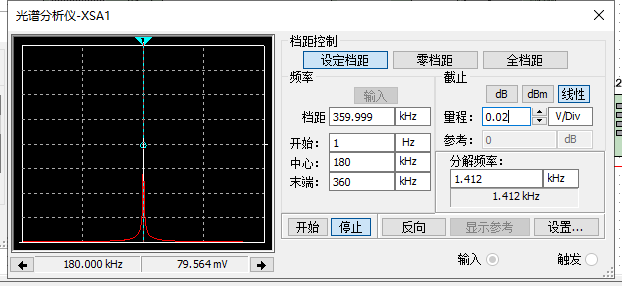 光谱分析仪-XSA1
档距控制
设定档距 零档距 全档距
频率
输入
档距 359.999 kHz
开始: 1 Hz
中心: 180 kHz
末端: 360 kHz
截止
dB dBm 线性
量程: 0.02 V/Div
参考: 0 dB
分解频率:
1.412 kHz
1.412 kHz
开始 停止 反向 显示参考 设置...
180.000 kHz 79.564 mV
输入 触发